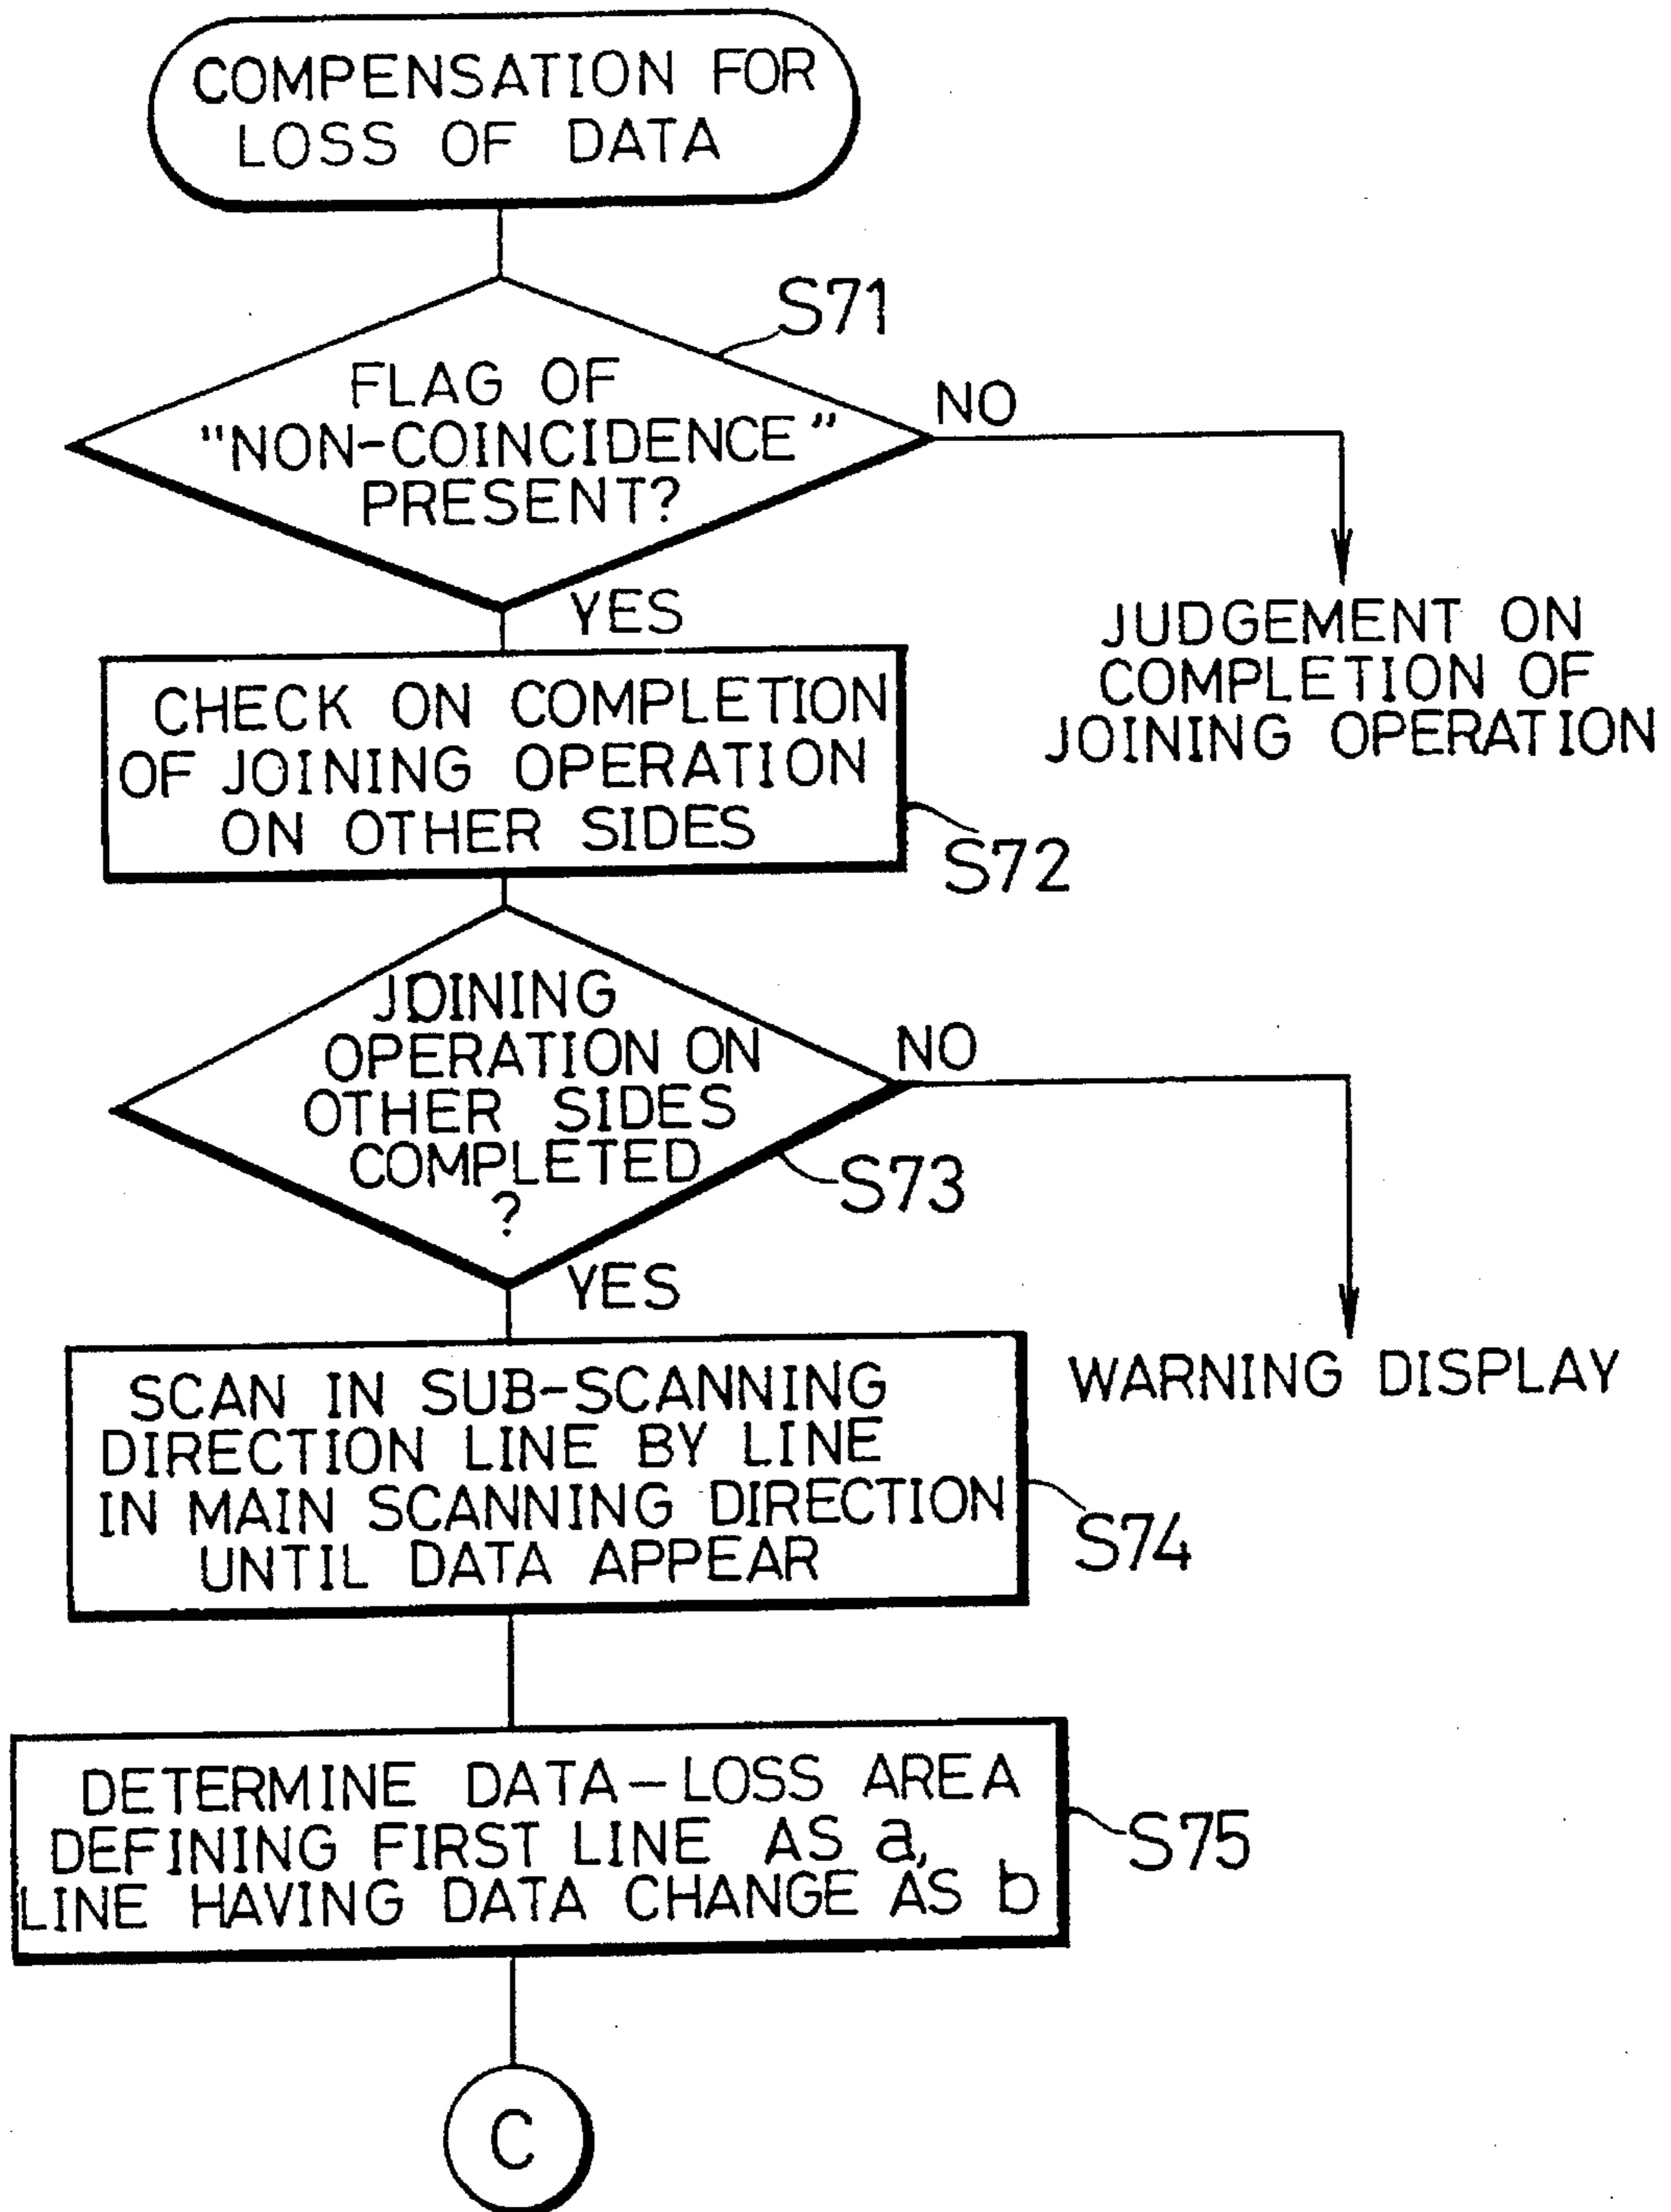 COMPENSATION FOR
LOSS OF DATA
S71
FLAG OF
"NON-COINCIDENCE"
PRESENT?
NO
YES
JUDGEMENT ON
COMPLETION OF
JOINING OPERATION
CHECK ON COMPLETION
OF JOINING OPERATION
ON OTHER SIDES
S72
JOINING
OPERATION ON
OTHER SIDES
COMPLETED
?
NO
S73
YES
WARNING DISPLAY
SCAN IN SUB-SCANNING
DIRECTION LINE BY LINE
IN MAIN SCANNING DIRECTION
UNTIL DATA APPEAR
S74
DETERMINE DATA-LOSS AREA
DEFINING FIRST LINE AS a,
LINE HAVING DATA CHANGE AS b
S75
C